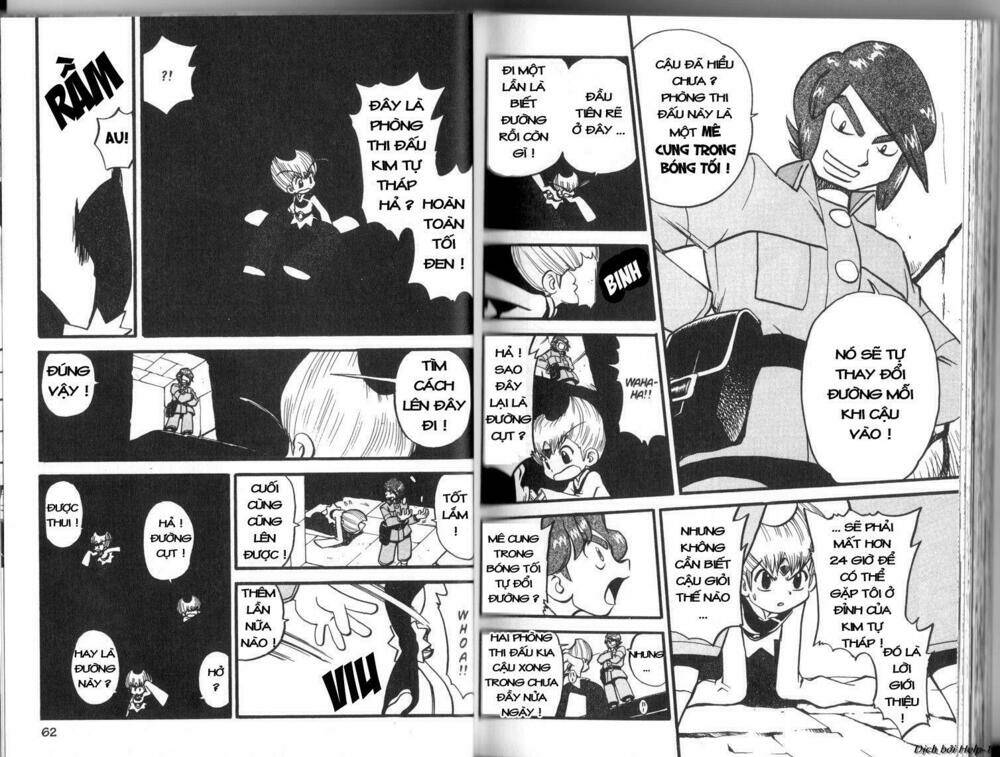 RẦM
AU!
?!
ĐÂY LÀ
PHÒNG
THI ĐẤU
KIM TỰ
THÁP
HẢ?
HOÀN
TOÀN
TỐI
ĐEN!
ĐÚNG
VẬY!
TÌM
CÁCH
LÊN ĐÂY
ĐI!
ĐƯỢC
THUI!
HẢ!
ĐƯỜNG
CỤT!
HAY LÀ
ĐƯỜNG
NÀY?
HỞ
?
CUỐI
CÙNG
CŨNG
LÊN
ĐƯỢC!
TỐT
LẮM!
THÊM
LẦN
NỮA
NÀO!
VIU
WHOA!!
62
ĐI MỘT
LẦN LÀ
BIẾT
ĐƯỜNG
RỒI CÒN
GÌ!
ĐẦU
TIÊN RẼ
Ở ĐÂY ...
BINH
HẢ!
SAO
ĐÂY
LẠI LÀ
ĐƯỜNG
CỤT?
WAHA-
HA!!
MÊ CUNG
TRONG
BÓNG TỐI
TỰ ĐỔI
ĐƯỜNG?
HAI PHÒNG
THI ĐẤU KIA
CẬU XONG
TRONG CHƯA
ĐẦY NỬA
NGÀY!
NHƯNG
...
CẬU ĐÃ HIỂU
CHƯA?
PHÒNG THI
ĐẤU NÀY LÀ
MỘT MÊ
CUNG TRONG
BÓNG TỐI!
NÓ SẼ TỰ
THAY ĐỔI
ĐƯỜNG MỖI
KHI CẬU
VÀO!
NHƯNG
KHÔNG
CẦN BIẾT
CẬU GIỎI
THẾ NÀO
...
... SẼ PHẢI
MẤT HƠN
24 GIỜ ĐỂ
CÓ THỂ
GẶP TÔI Ở
ĐỈNH CỦA
KIM TỰ
THÁP!
ĐÓ LÀ
LỜI
GIỚI
THIỆU
!
Dịch bởi Help-